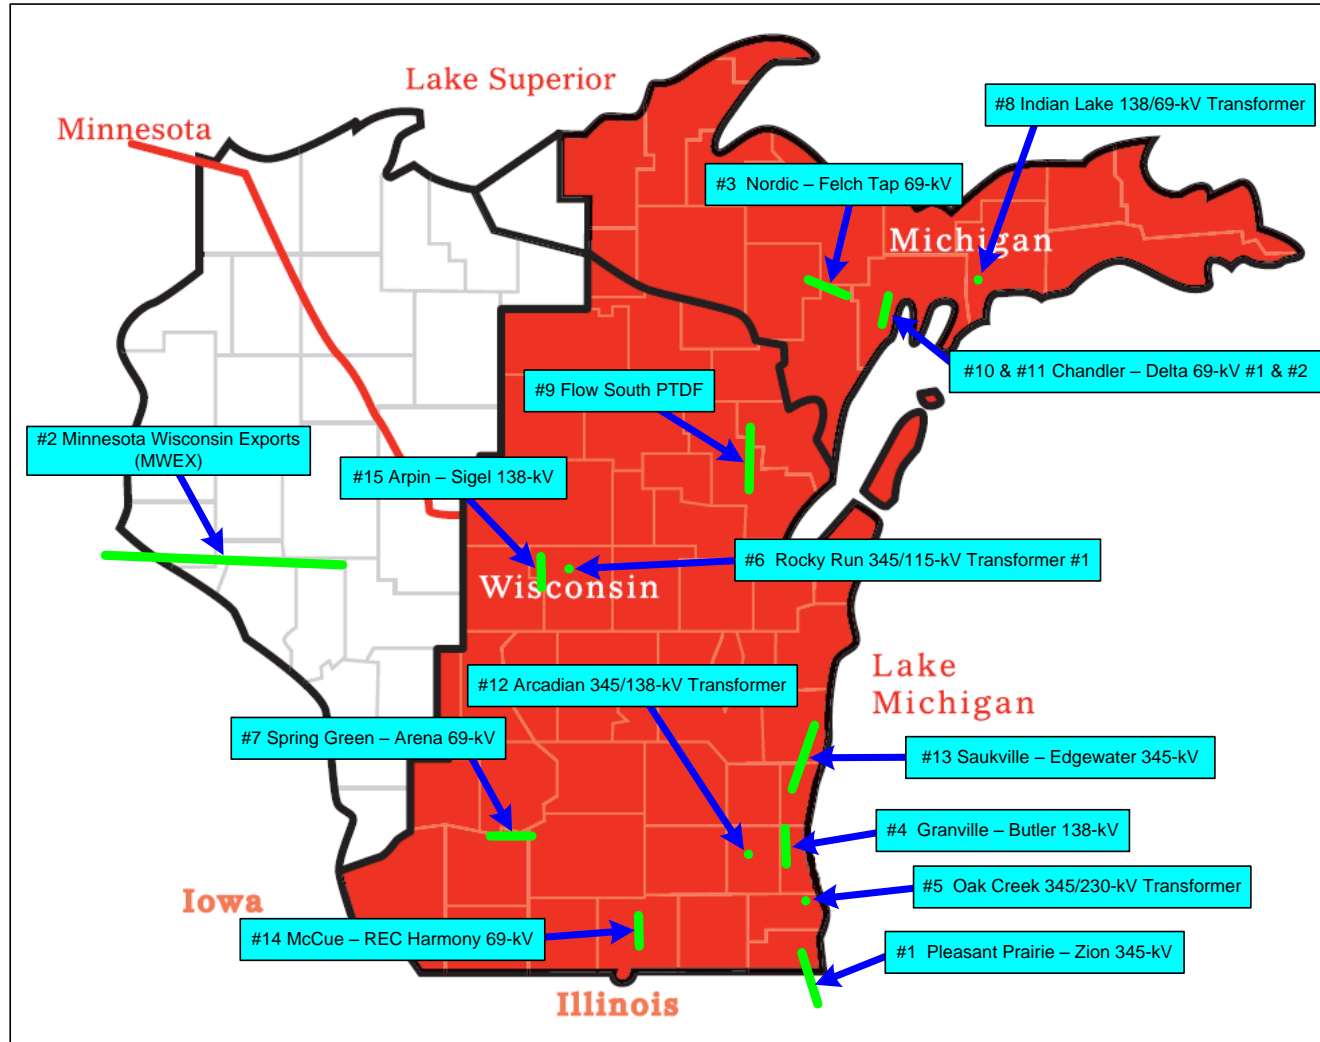 Lake Superior
#8 Indian Lake 138/69-kV Transformer
Minnesota
#3  Nordic – Felch Tap 69-kV
Michigan
#10 & #11 Chandler – Delta 69-kV #1 & #2
#9 Flow South PTDF
#2 Minnesota Wisconsin Exports
(MWEX)
#15 Arpin – Sigel 138-kV
#6  Rocky Run 345/115-kV Transformer #1
Wisconsin
Lake
Michigan
#12 Arcadian 345/138-kV Transformer
#7 Spring Green – Arena 69-kV
#13 Saukville – Edgewater 345-kV
#4  Granville – Butler 138-kV
#5  Oak Creek 345/230-kV Transformer
Iowa
#14 McCue – REC Harmony 69-kV
#1  Pleasant Prairie – Zion 345-kV
Illinois